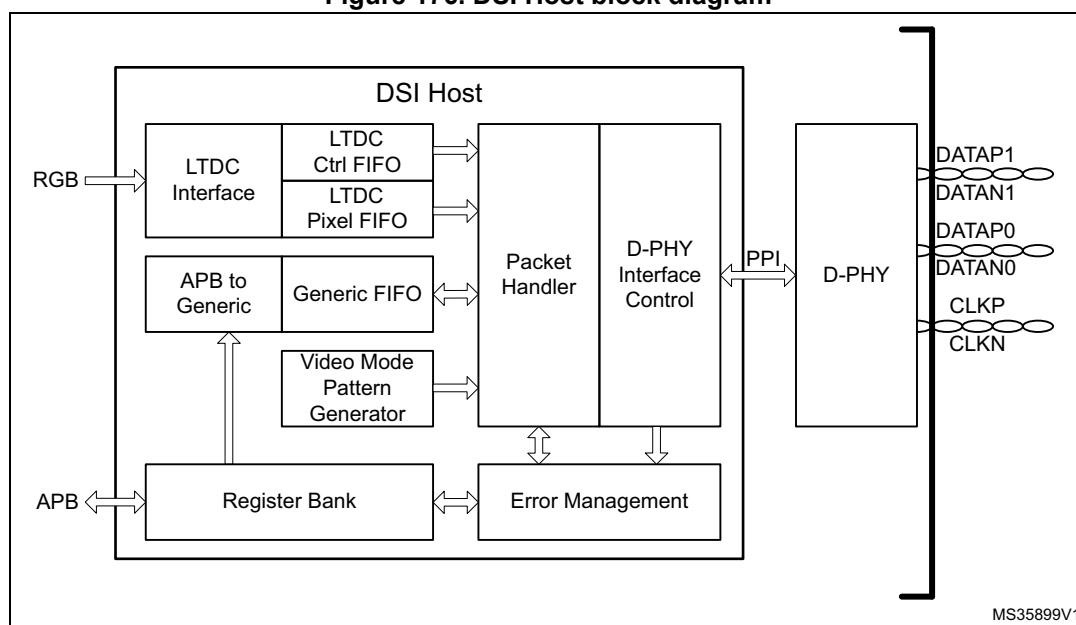 DSI Host
LTDC
Interface
LTDC
Ctrl FIFO
LTDC
Pixel FIFO
RGB
APB to
Generic
Generic FIFO
Video Mode
Pattern
Generator
Packet
Handler
D-PHY
Interface
Control
PPI
D-PHY
DATAP1
DATAN1
DATAP0
DATAN0
CLKP
CLKN
APB
Register Bank
Error Management
MS35899V1